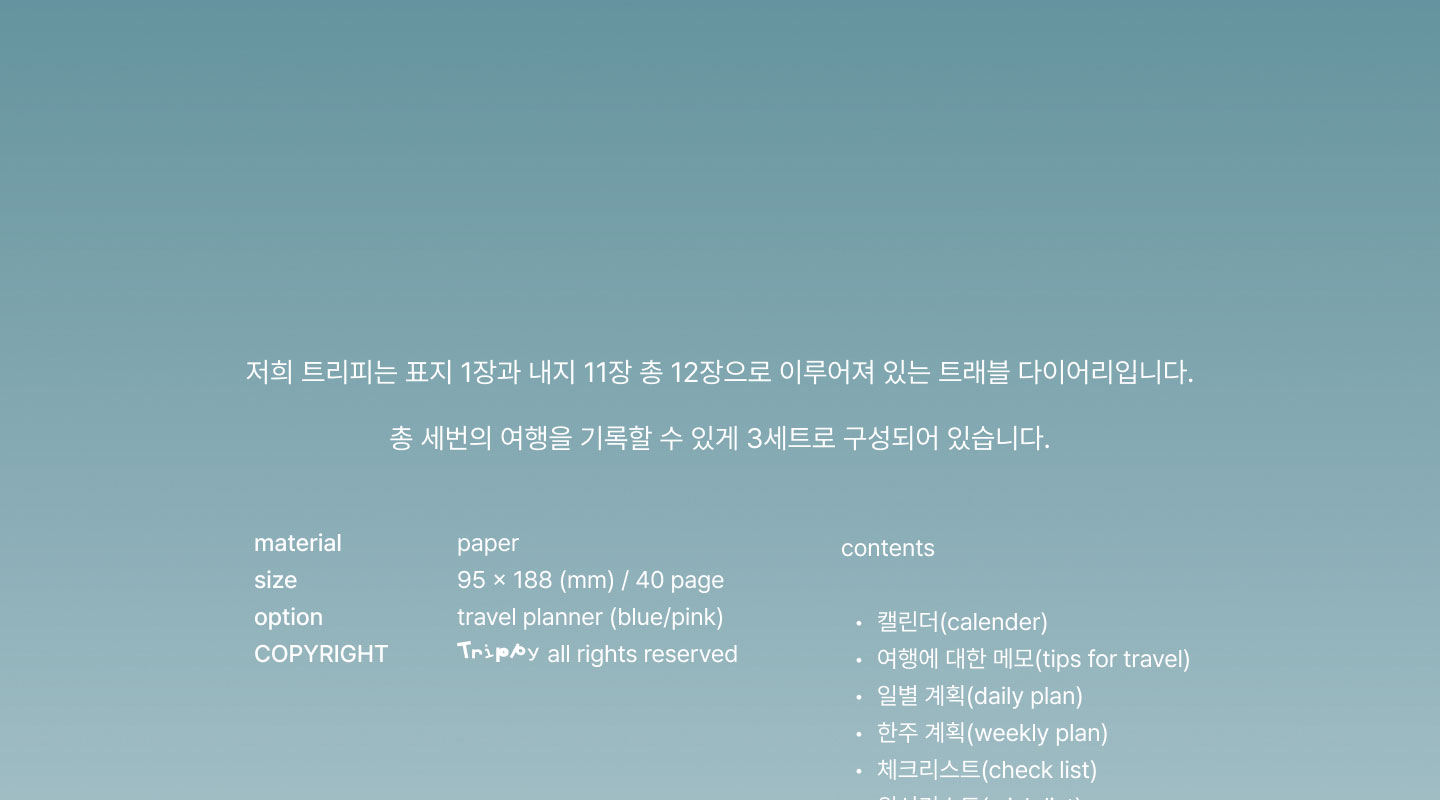 저희 트리피는 표지 1장과 내지 11장 총 12장으로 이루어져 있는 트래블 다이어리입니다.
총 세번의 여행을 기록할 수 있게 3세트로 구성되어 있습니다.
material paper
size 95 × 188 (mm) / 40 page
option travel planner (blue/pink)
COPYRIGHT Trippy all rights reserved
contents
• 캘린더(calender)
• 여행에 대한 메모(tips for travel)
• 일별 계획(daily plan)
• 한주 계획(weekly plan)
• 체크리스트(check list)